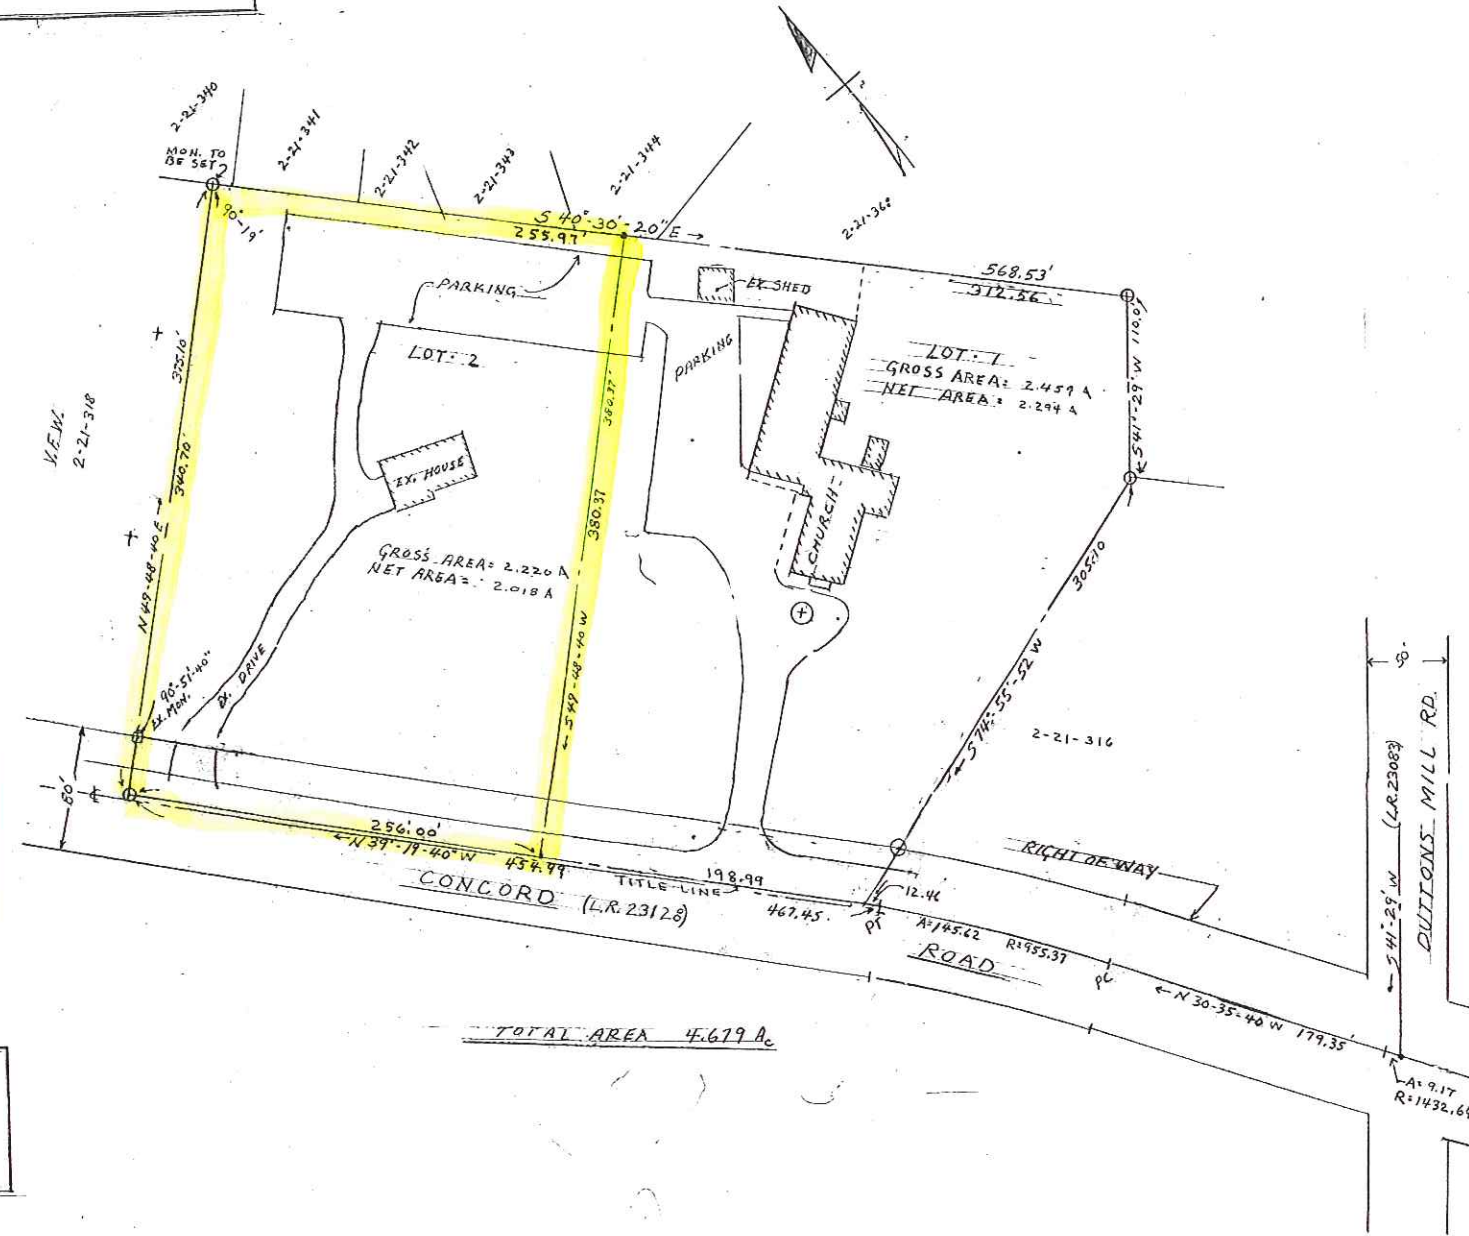 2-21-340
2-21-341
2-21-342
2-21-343
2-21-344
2-21-36
MON. TO
BE SET
90°-19'
S 40°-30'-20" E
255.97'
568.53'
312.56
S 41°-29' W 110.0'
PARKING
EX. SHED
LOT. 2
PARKING
LOT. 1
GROSS AREA: 2.459 A
NET AREA: 2.294 A
375.10'
340.70'
N 49-48-40 E
V.F.W.
2-21-318
EX. HOUSE
380.37'
380.37
S 49-48-40 W
GROSS AREA: 2.220 A
NET AREA: 2.018 A
CHURCH
305.10
S 74°-55'-52 W
2-21-316
90°-51'-40"
EX. MON.
EX. DRIVE
80'
256.00'
N 39°-19-40" W
454.99
CONCORD (L.R. 23128)
TITLE LINE
198.99
467.45.
12.46
PT
A=145.62
R=955.37
ROAD
PC
N 30-35-40 W 179.35'
RIGHT OF WAY
50'
S 41°-29' W (L.R. 23083)
DUTTONS MILL RD.
A= 9.17
R=1432.69
TOTAL AREA 4.679 Ac